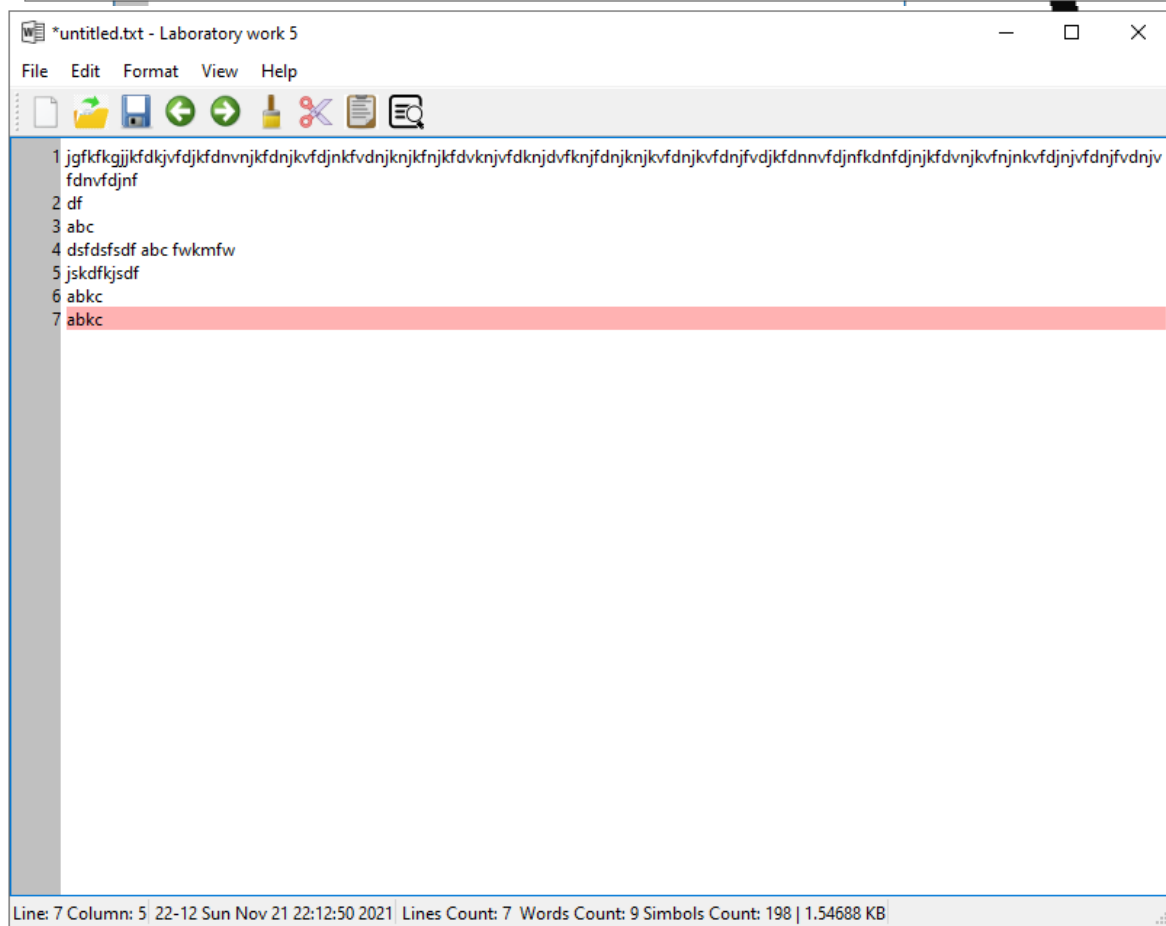 *untitled.txt - Laboratory work 5
File Edit Format View Help
1 jgfkfkgjjkfdkjvfdjkfdnvnjkfdnjkvfdjnkfvdnjknjkfnjkfdvknjvfdknjdvfknjfdnjknjkvfdnjkvfdnjfvdjkfdnnvfdjnfkdnfdjnjkfdvnjkvfnjnkvfdjnjvfdnjfvdnjv
fdnvfdjnf
2 df
3 abc
4 dsfdsfsdf abc fwkmfw
5 jskdfkjsdf
6 abkc
7 abkc
Line: 7 Column: 5 22-12 Sun Nov 21 22:12:50 2021 Lines Count: 7 Words Count: 9 Simbols Count: 198 | 1.54688 KB